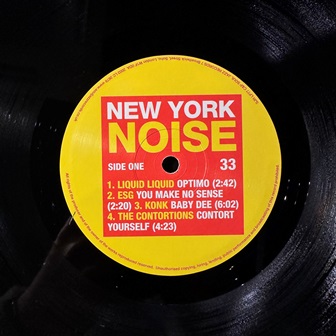 NEW YORK
NOISE
SIDE ONE 33
1. LIQUID LIQUID OPTIMO (2:42)
2. ESG YOU MAKE NO SENSE
(2:20) 3. KONK BABY DEE (6:02)
4. THE CONTORTIONS CONTORT
YOURSELF (4:23)